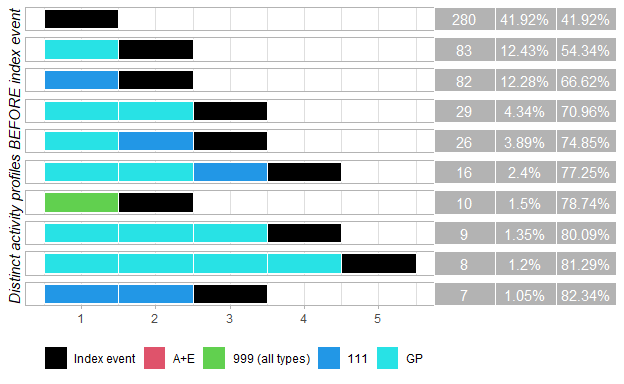 Distinct activity profiles BEFORE index event
280 41.92% 41.92%
83 12.43% 54.34%
82 12.28% 66.62%
29 4.34% 70.96%
26 3.89% 74.85%
16 2.4% 77.25%
10 1.5% 78.74%
9 1.35% 80.09%
8 1.2% 81.29%
7 1.05% 82.34%
1 2 3 4 5
Index event A+E 999 (all types) 111 GP